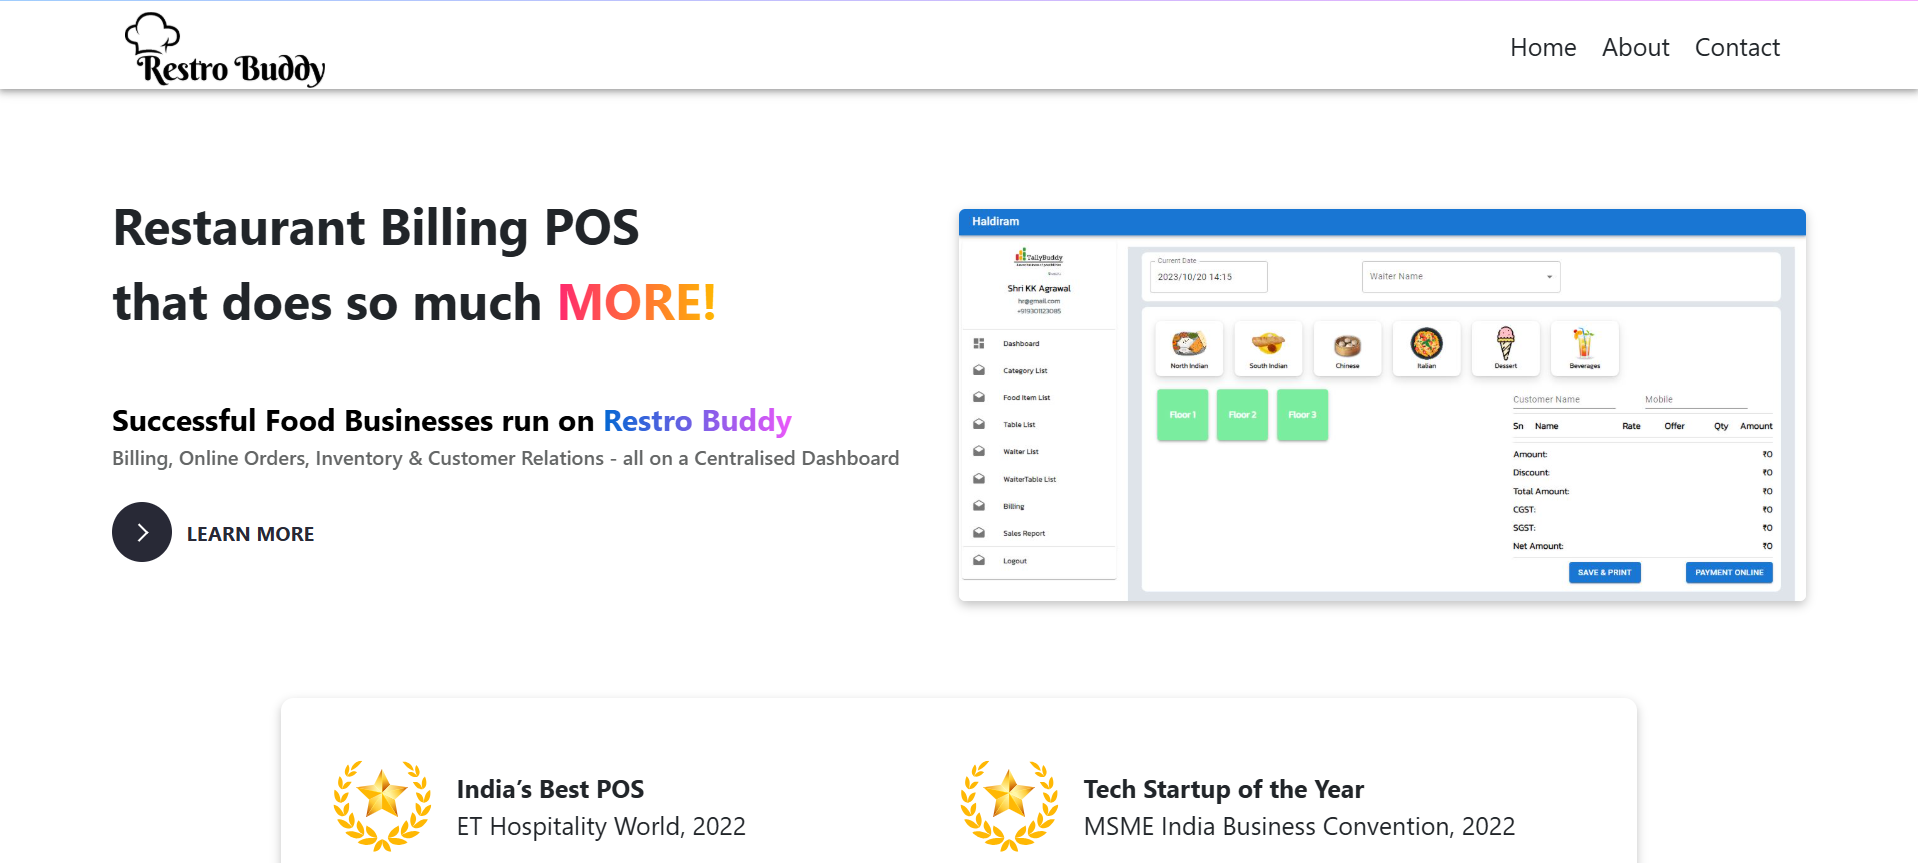 Restro Buddy
Home About Contact
Restaurant Billing POS
that does so much MORE!
Successful Food Businesses run on Restro Buddy
Billing, Online Orders, Inventory & Customer Relations - all on a Centralised Dashboard
LEARN MORE
Haldiram
TallyBuddy
Shri KK Agrawal
hr@gmail.com
+919301123085
Dashboard
Category List
Food Item List
Table List
Waiter List
WaiterTable List
Billing
Sales Report
Logout
Current Date
2023/10/20 14:15
Waiter Name
North Indian
South Indian
Chinese
Italian
Dessert
Beverages
Floor 1
Floor 2
Floor 3
Customer Name Mobile
Sn Name Rate Offer Qty Amount
Amount: ₹0
Discount: ₹0
Total Amount: ₹0
CGST: ₹0
SGST: ₹0
Net Amount: ₹0
SAVE & PRINT
PAYMENT ONLINE
India’s Best POS
ET Hospitality World, 2022
Tech Startup of the Year
MSME India Business Convention, 2022